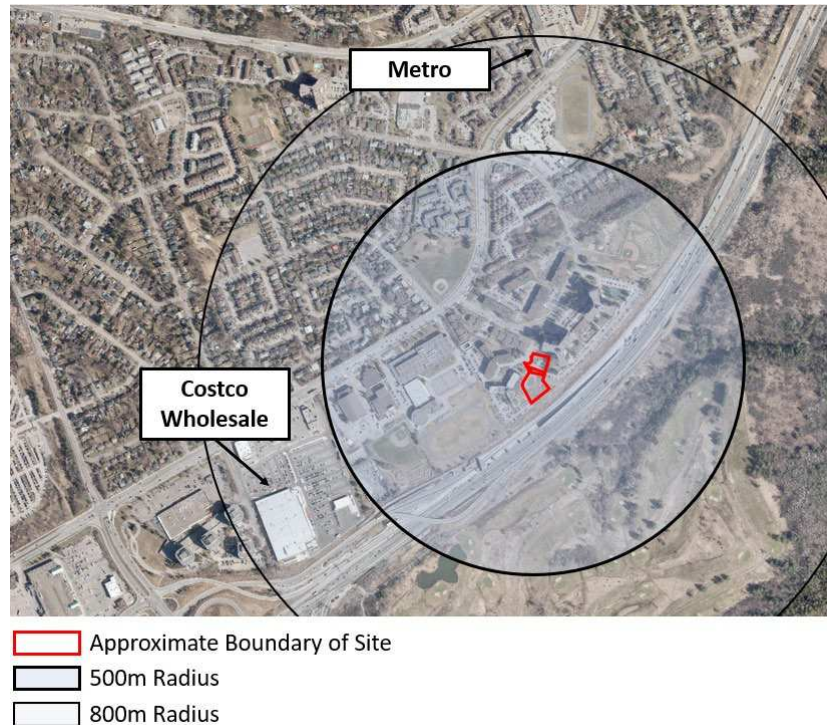 Metro
Costco
Wholesale
Approximate Boundary of Site
500m Radius
800m Radius